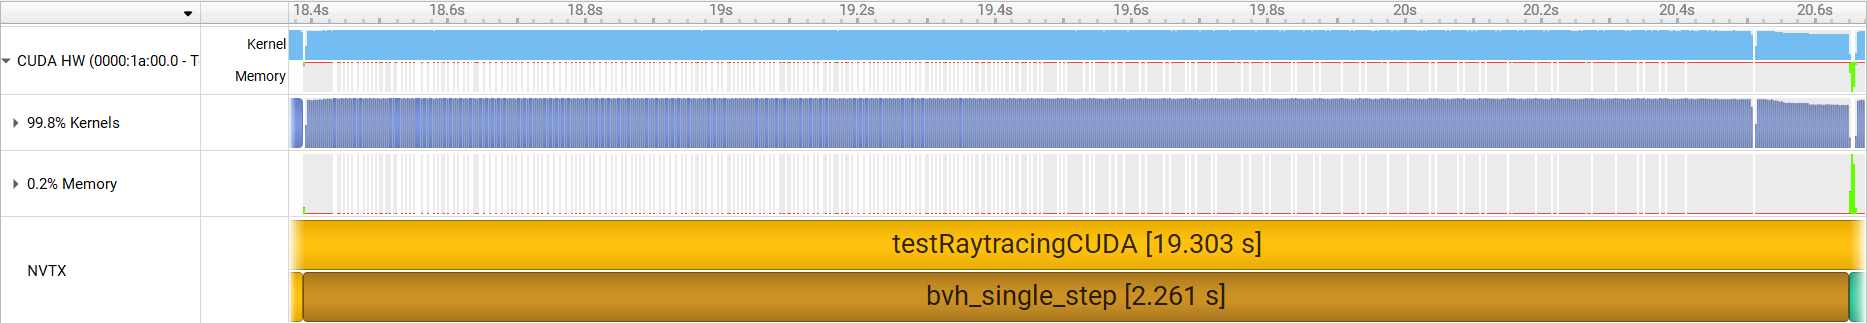 18.4s 18.6s 18.8s 19s 19.2s 19.4s 19.6s 19.8s 20s 20.2s 20.4s 20.6s
Kernel
CUDA HW (0000:1a:00.0 - T
Memory
99.8% Kernels
0.2% Memory
testRaytracingCUDA [19.303 s]
NVTX
bvh_single_step [2.261 s]